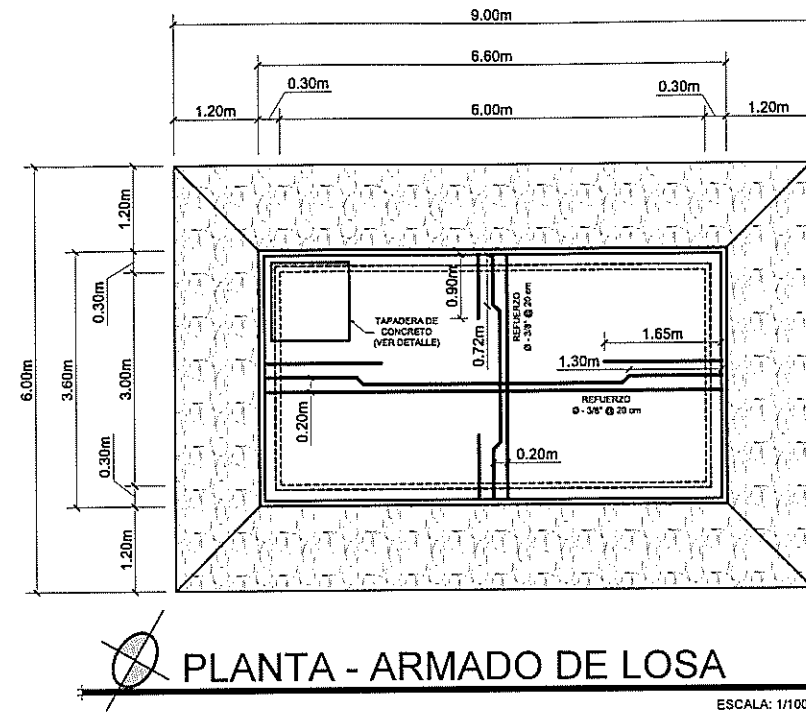 9.00m
6.60m
0.30m
0.30m
1.20m
6.00m
1.20m
1.20m
0.30m
6.00m
3.60m
3.00m
0.30m
1.20m
TAPADERA DE
CONCRETO
(VER DETALLE)
0.90m
0.72m
REFUERZO
Ø - 3/8" @ 20 cm
1.65m
1.30m
REFUERZO
Ø - 3/8" @ 20 cm
0.20m
0.20m
PLANTA - ARMADO DE LOSA
ESCALA: 1/100